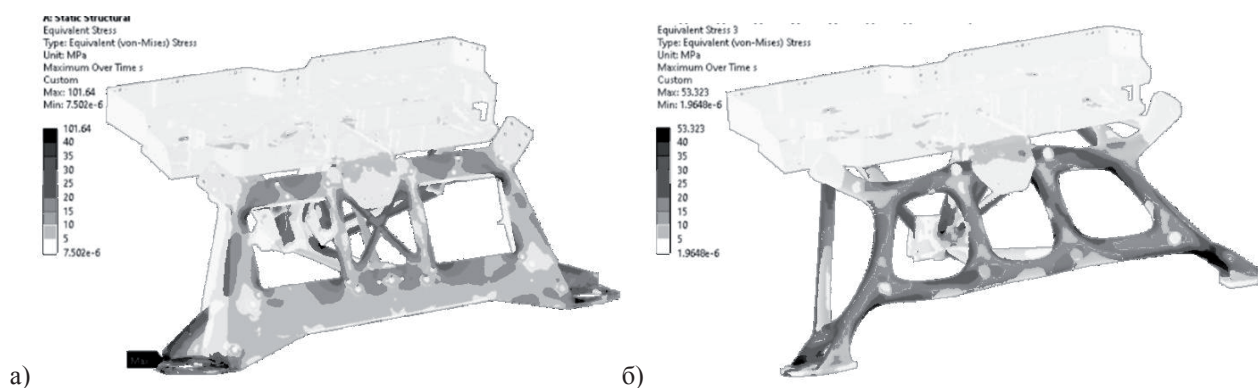 A: Static Structural
Equivalent Stress
Type: Equivalent (von-Mises) Stress
Unit: MPa
Maximum Over Time s
Custom
Max: 101.64
Min: 7.502e-6
101.64
40
35
30
25
20
15
10
5
7.502e-6
Max
а)
Equivalent Stress 3
Type: Equivalent (von-Mises) Stress
Unit: MPa
Maximum Over Time s
Custom
Max: 53.323
Min: 1.9648e-6
53.323
40
35
30
25
20
15
10
5
1.9648e-6
б)